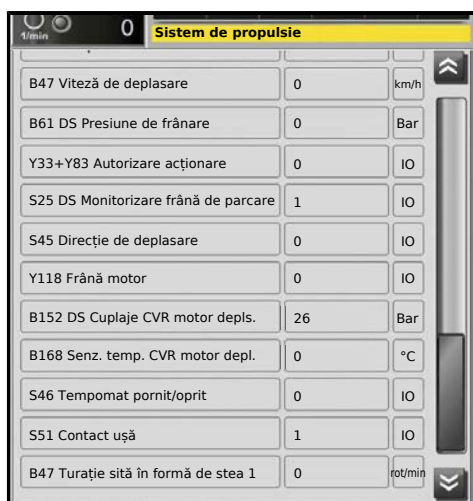 1/min 0 Sistem de propulsie
B47 Viteză de deplasare 0 km/h
B61 DS Presiune de frânare 0 Bar
Y33+Y83 Autorizare acționare 0 IO
S25 DS Monitorizare frână de parcare 1 IO
S45 Direcție de deplasare 0 IO
Y118 Frână motor 0 IO
B152 DS Cuplaje CVR motor depls. 26 Bar
B168 Senz. temp. CVR motor depl. 0 °C
S46 Tempomat pornit/oprit 0 IO
S51 Contact ușă 1 IO
B47 Turație sită în formă de stea 1 0 rot/min